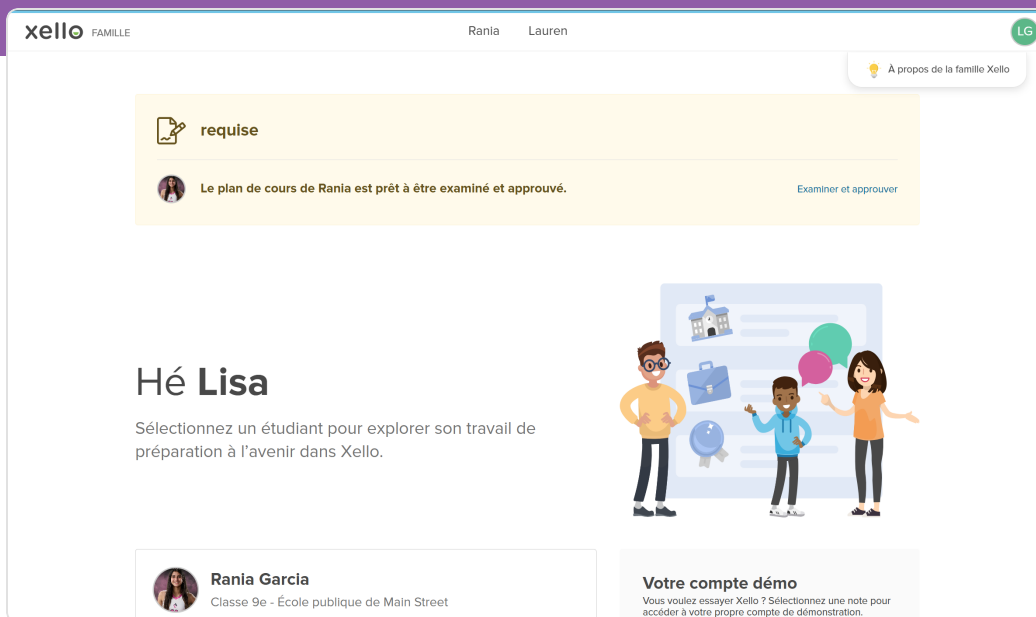 xello FAMILLE
Rania Lauren
LG
À propos de la famille Xello
requise
Le plan de cours de Rania est prêt à être examiné et approuvé.
Examiner et approuver
Hé Lisa
Sélectionnez un étudiant pour explorer son travail de
préparation à l'avenir dans Xello.
Rania Garcia
Classe 9e - École publique de Main Street
Votre compte démo
Vous voulez essayer Xello ? Sélectionnez une note pour
accéder à votre propre compte de démonstration.